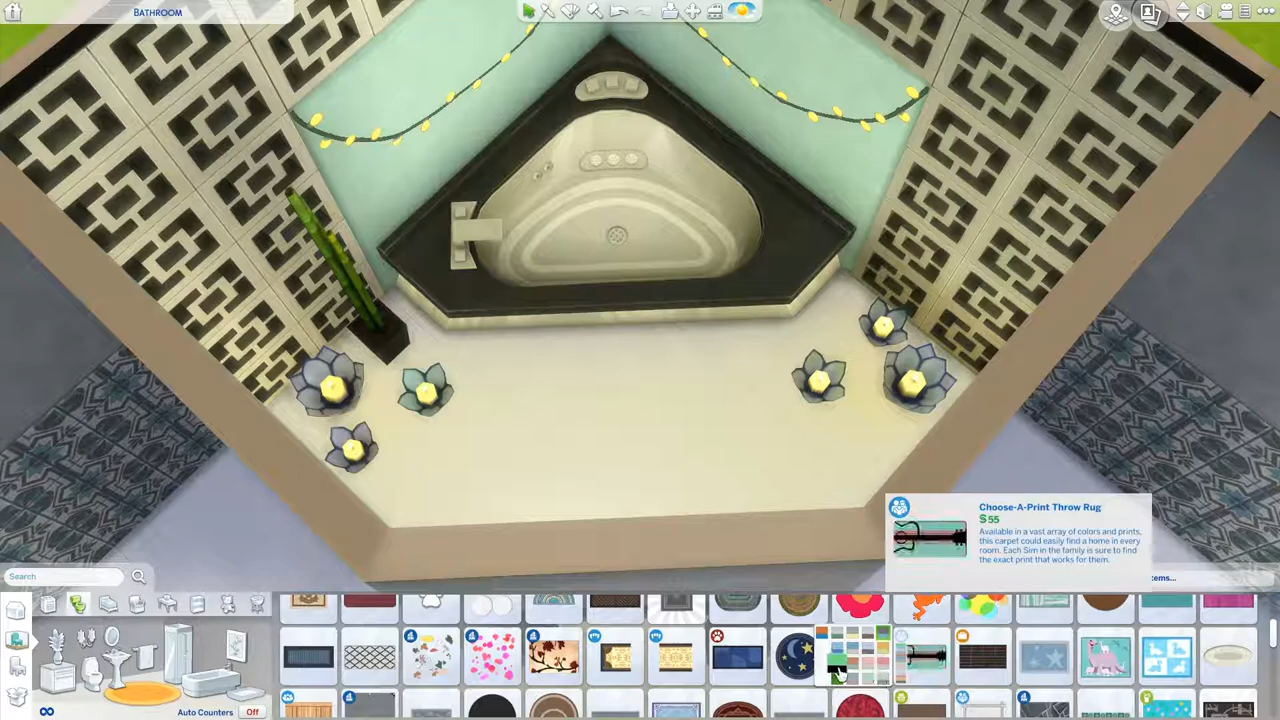 BATHROOM
Choose-A-Print Throw Rug
$55
Available in a vast array of colors and prints,
this carpet could easily find a home in every
room. Each Sim in the family is sure to find
the exact print that works for them.
tems...
Search
Auto Counters Off